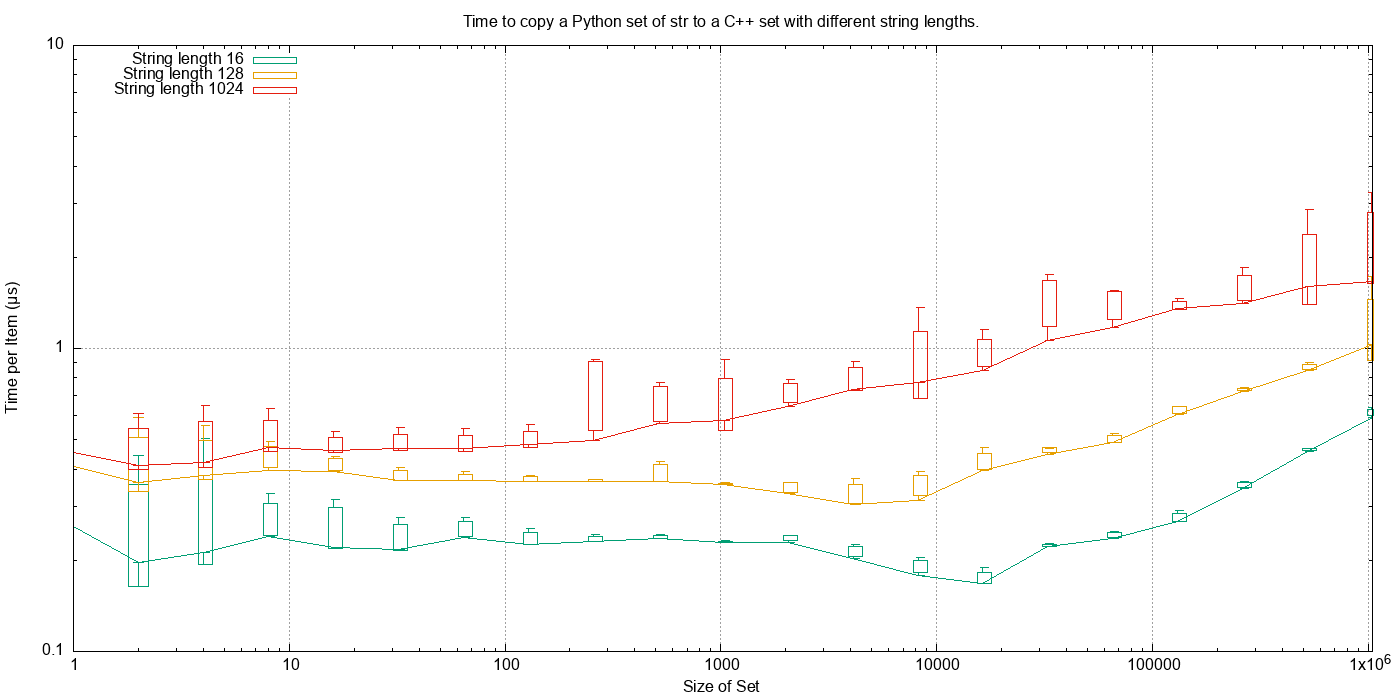 Time to copy a Python set of str to a C++ set with different string lengths.
10
String length 16
String length 128
String length 1024
Time per Item (µs)
1
0.1
1 10 100 1000 10000 100000 1x10⁶
Size of Set